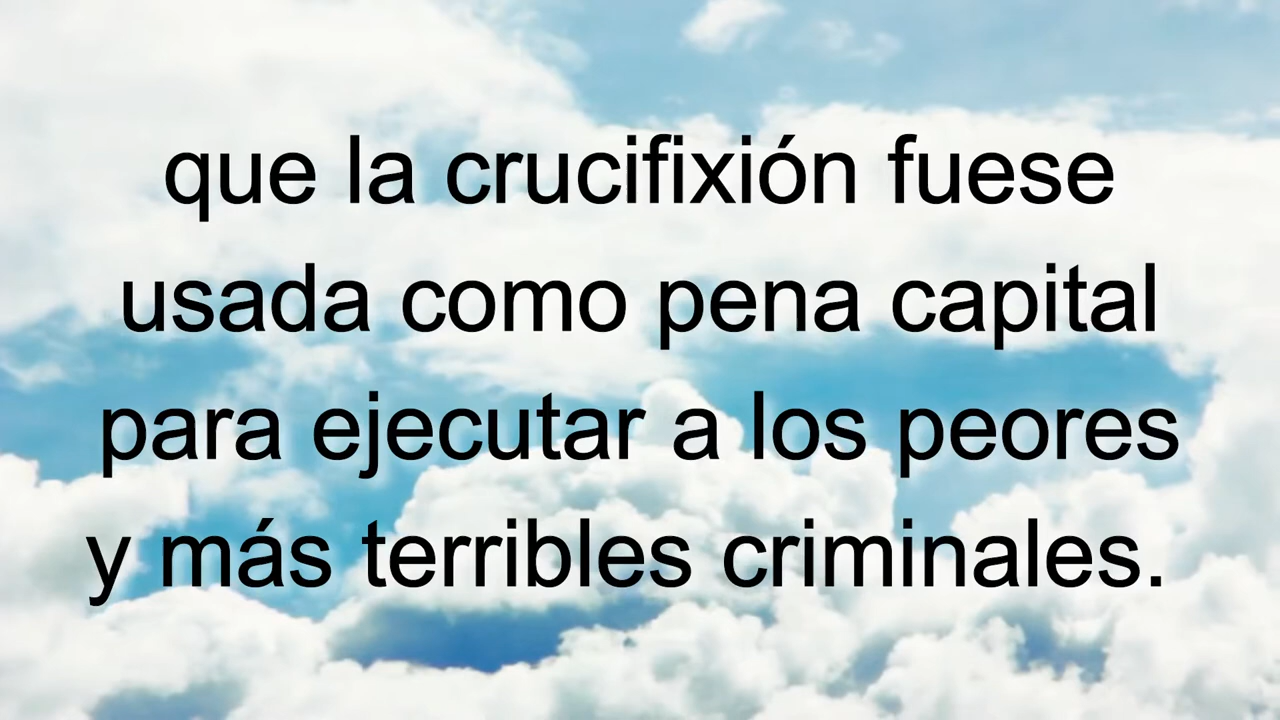 que la crucifixión fuese
usada como pena capital
para ejecutar a los peores
y más terribles criminales.